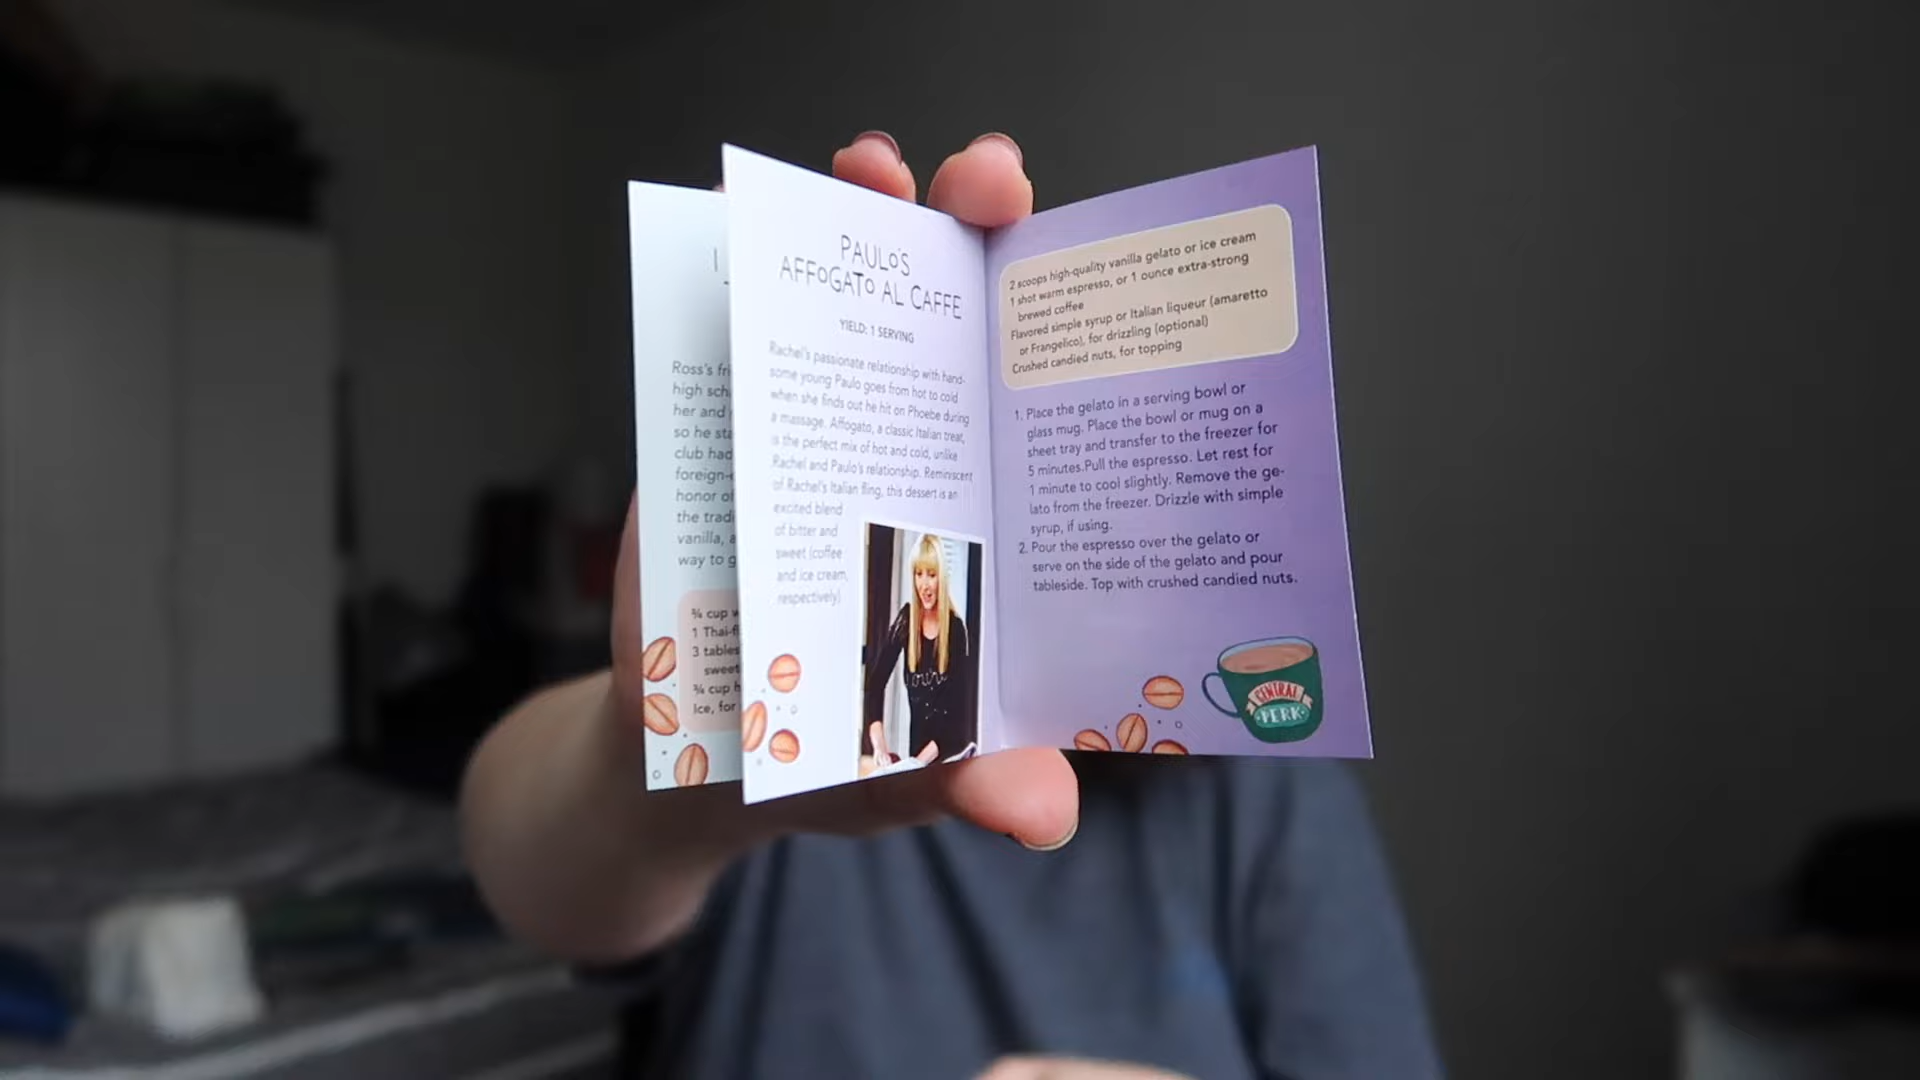 Ross's fri
high sch
her and
so he sta
club had
foreign-
honor of
the tradi
vanilla, a
way to g
¾ cup w
1 Thai-fl
3 tables
sweet
¾ cup h
Ice, for
PAULO'S
AFFOGATO AL CAFFE
YIELD: 1 SERVING
Rachel's passionate relationship with hand-
some young Paulo goes from hot to cold
when she finds out he hit on Phoebe during
a massage. Affogato, a classic Italian treat,
is the perfect mix of hot and cold, unlike
Rachel and Paulo's relationship. Reminiscent
of Rachel's Italian fling, this dessert is an
excited blend
of bitter and
sweet (coffee
and ice cream,
respectively)
2 scoops high-quality vanilla gelato or ice cream
1 shot warm espresso, or 1 ounce extra-strong
brewed coffee
Flavored simple syrup or Italian liqueur (amaretto
or Frangelico), for drizzling (optional)
Crushed candied nuts, for topping
1. Place the gelato in a serving bowl or
glass mug. Place the bowl or mug on a
sheet tray and transfer to the freezer for
5 minutes.Pull the espresso. Let rest for
1 minute to cool slightly. Remove the ge-
lato from the freezer. Drizzle with simple
syrup, if using.
2. Pour the espresso over the gelato or
serve on the side of the gelato and pour
tableside. Top with crushed candied nuts.
CENTRAL
PERK